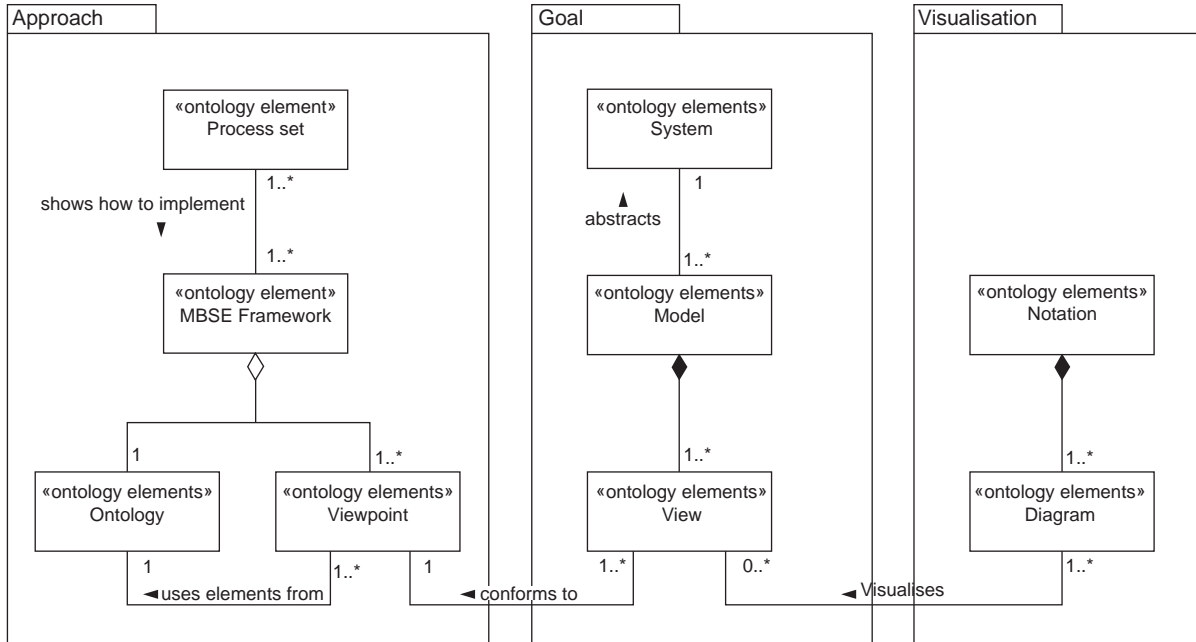 Approach
«ontology element»
Process set
1..*
shows how to implement
1..*
«ontology element»
MBSE Framework
1
1..*
«ontology elements»
Ontology
«ontology elements»
Viewpoint
1
1..*
1
uses elements from
conforms to
Goal
«ontology elements»
System
1
abstracts
1..*
«ontology elements»
Model
1..*
«ontology elements»
View
1..*
0..*
Visualises
Visualisation
«ontology elements»
Notation
1..*
«ontology elements»
Diagram
1..*